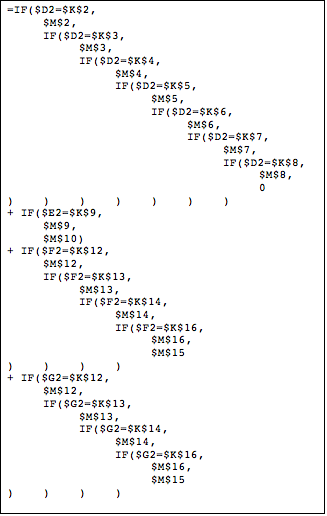 =IF($D2=$K$2,
$M$2,
IF($D2=$K$3,
$M$3,
IF($D2=$K$4,
$M$4,
IF($D2=$K$5,
$M$5,
IF($D2=$K$6,
$M$6,
IF($D2=$K$7,
$M$7,
IF($D2=$K$8,
$M$8,
0
) ) ) ) ) ) )
+ IF($E2=$K$9,
$M$9,
$M$10)
+ IF($F2=$K$12,
$M$12,
IF($F2=$K$13,
$M$13,
IF($F2=$K$14,
$M$14,
IF($F2=$K$16,
$M$16,
$M$15
) ) ) )
+ IF($G2=$K$12,
$M$12,
IF($G2=$K$13,
$M$13,
IF($G2=$K$14,
$M$14,
IF($G2=$K$16,
$M$16,
$M$15
) ) ) )